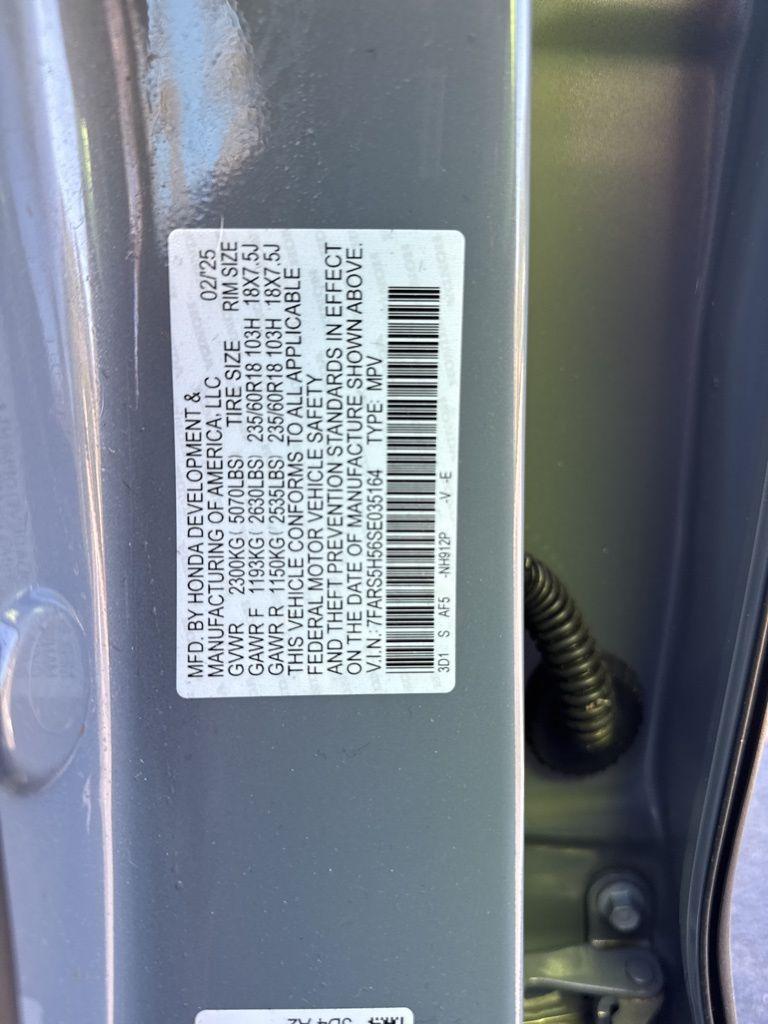 MFD. BY HONDA DEVELOPMENT &
MANUFACTURING OF AMERICA, LLC 02/'25
GVWR 2300KG ( 5070LBS) TIRE SIZE RIM SIZE
GAWR F 1193KG ( 2630LBS) 235/60R18 103H 18X7.5J
GAWR R 1150KG ( 2535LBS) 235/60R18 103H 18X7.5J
THIS VEHICLE CONFORMS TO ALL APPLICABLE
FEDERAL MOTOR VEHICLE SAFETY
AND THEFT PREVENTION STANDARDS IN EFFECT
ON THE DATE OF MANUFACTURE SHOWN ABOVE.
V.I.N.: 7FARS5H56SE035164 TYPE: MPV
3D1 S AF5 -NH912P -V -E